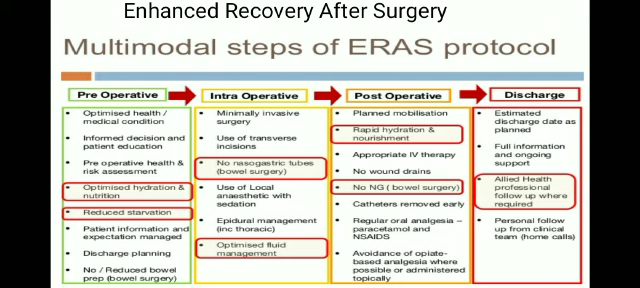 Enhanced Recovery After Surgery
Multimodal steps of ERAS protocol
Pre Operative
Intra Operative
Post Operative
Discharge
Optimised health /
medical condition
Informed decision and
patient education
Pre operative health &
risk assessment
Optimised hydration &
nutrition
Reduced starvation
Patient information and
expectation managed
Discharge planning
No / Reduced bowel
prep (bowel surgery)
Minimally invasive
surgery
Use of transverse
incisions
No nasogastric tubes
(bowel surgery)
Use of Local
anaesthetic with
sedation
Epidural management
(inc thoracic)
Optimised fluid
management
Planned mobilisation
Rapid hydration &
nourishment
Appropriate IV therapy
No wound drains
No NG ( bowel surgery)
Catheters removed early
Regular oral analgesia –
paracetamol and
NSAIDS
Avoidance of opiate-
based analgesia where
possible or administered
topically
Estimated
discharge date as
planned
Full information
and ongoing
support
Allied Health
professional
follow up where
required
Personal follow
up from clinical
team (home calls)